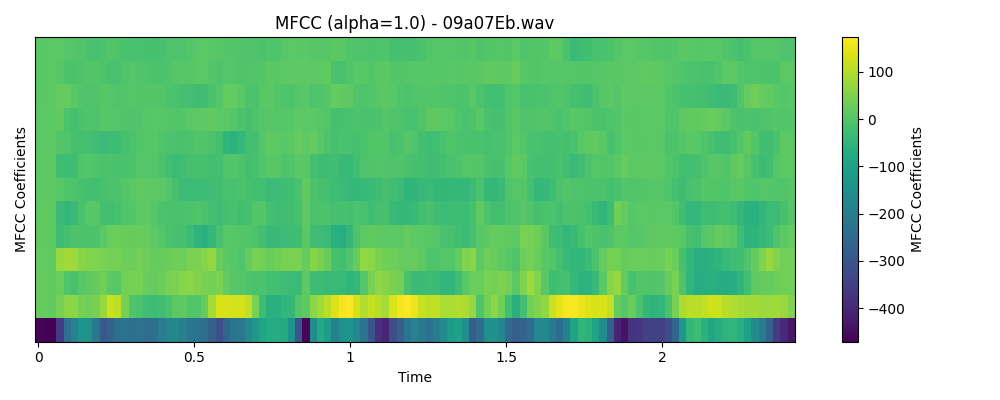 MFCC (alpha=1.0) - 09a07Eb.wav
MFCC Coefficients
0 0.5 1 1.5 2
Time
100
0
−100
−200
−300
−400
MFCC Coefficients